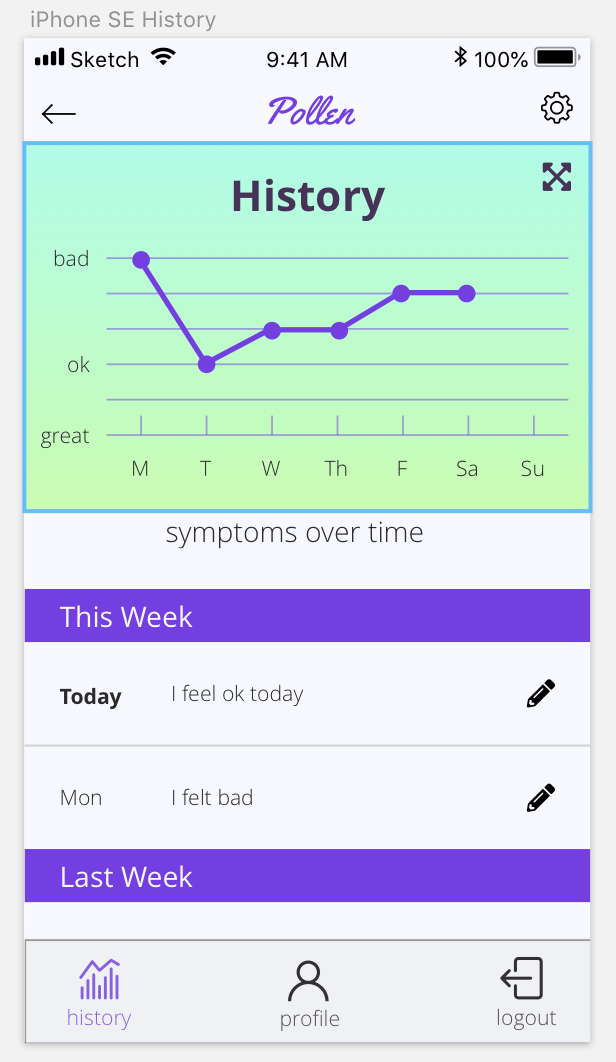 iPhone SE History
Sketch 9:41 AM 100%
Pollen
History
bad
ok
great
M T W Th F Sa Su
symptoms over time
This Week
Today I feel ok today
Mon I felt bad
Last Week
history profile logout